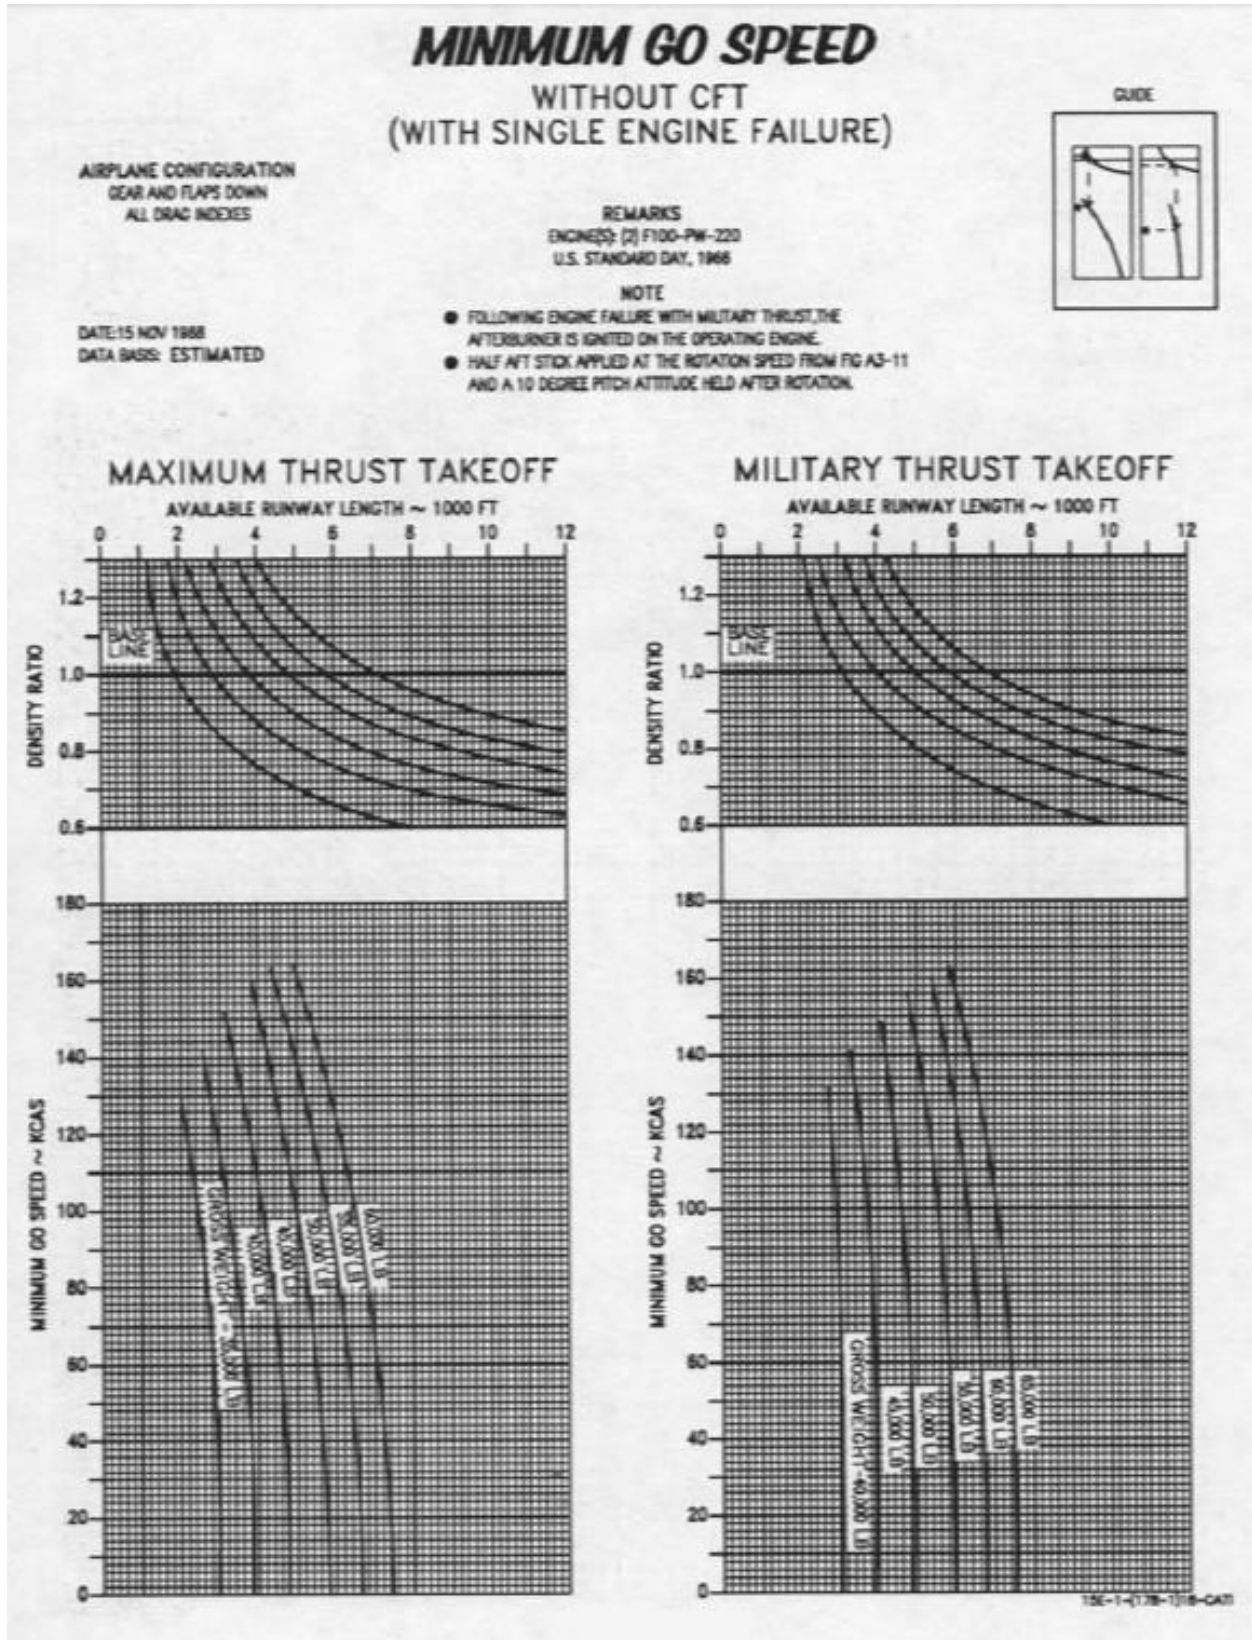 MINIMUM GO SPEED
WITHOUT CFT
(WITH SINGLE ENGINE FAILURE)
GUIDE
AIRPLANE CONFIGURATION
GEAR AND FLAPS DOWN
ALL DRAG INDEXES
REMARKS
ENGINE(S): (2) F100-PW-220
U.S. STANDARD DAY, 1966
NOTE
● FOLLOWING ENGINE FAILURE WITH MILITARY THRUST,THE
AFTERBURNER IS IGNITED ON THE OPERATING ENGINE.
● HALF AFT STICK APPLIED AT THE ROTATION SPEED FROM FIG A3-11
AND A 10 DEGREE PITCH ATTITUDE HELD AFTER ROTATION.
DATE:15 NOV 1988
DATA BASIS: ESTIMATED
MAXIMUM THRUST TAKEOFF
AVAILABLE RUNWAY LENGTH ~ 1000 FT
0 2 4 6 8 10 12
1.2
1.0
0.8
0.6
BASE
LINE
DENSITY RATIO
180
160
140
120
100
80
60
40
20
0
MINIMUM GO SPEED ~ KCAS
GROSS WEIGHT = 35,000 LB
40,000 LB
45,000 LB
50,000 LB
55,000 LB
60,000 LB
MILITARY THRUST TAKEOFF
AVAILABLE RUNWAY LENGTH ~ 1000 FT
0 2 4 6 8 10 12
1.2
1.0
0.8
0.6
BASE
LINE
DENSITY RATIO
180
160
140
120
100
80
60
40
20
0
MINIMUM GO SPEED ~ KCAS
GROSS WEIGHT-40,000 LB
45,000 LB
50,000 LB
55,000 LB
60,000 LB
65,000 LB